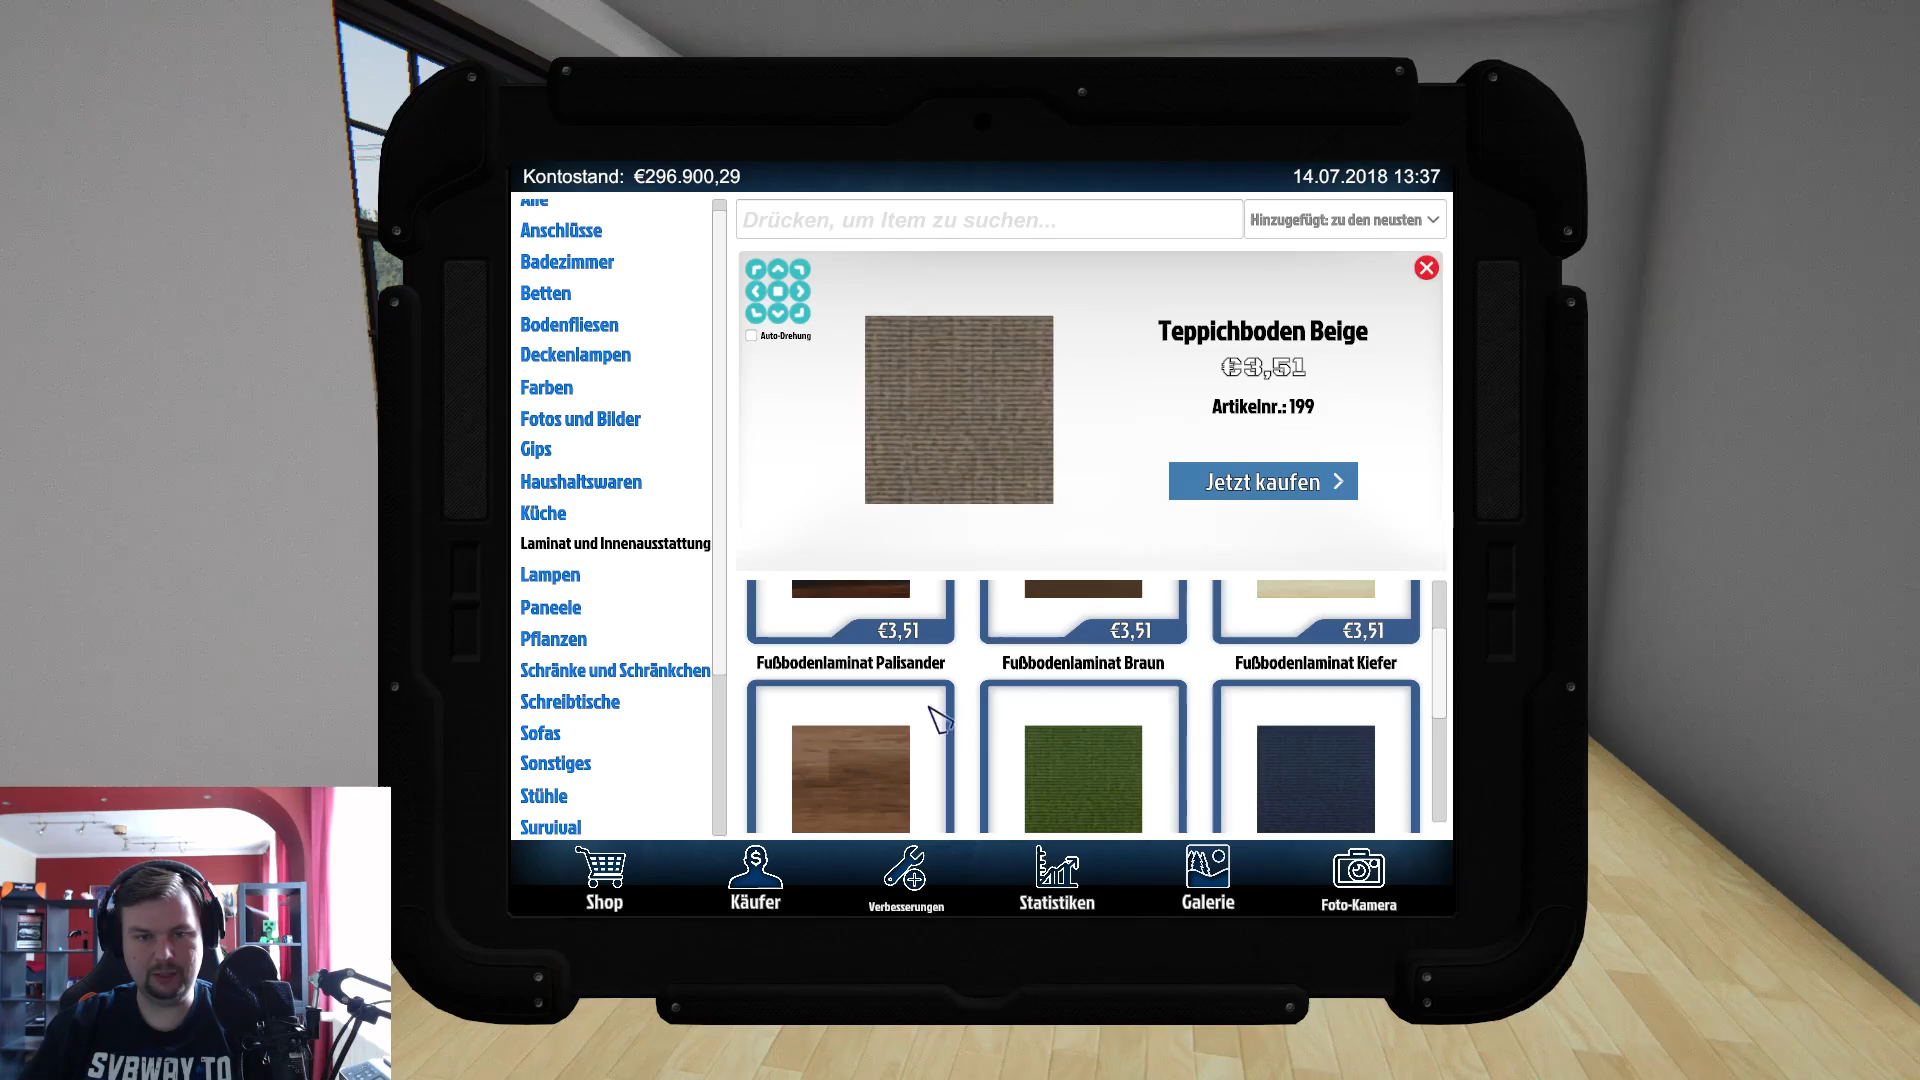 Kontostand: €296.900,29
14.07.2018 13:37
Alle
Anschlüsse
Badezimmer
Betten
Bodenfliesen
Deckenlampen
Farben
Fotos und Bilder
Gips
Haushaltswaren
Küche
Laminat und Innenausstattung
Lampen
Paneele
Pflanzen
Schränke und Schränkchen
Schreibtische
Sofas
Sonstiges
Stühle
Survival
Drücken, um Item zu suchen...
Hinzugefügt: zu den neusten
Auto-Drehung
Teppichboden Beige
€3,51
Artikelnr.: 199
Jetzt kaufen
€3,51
€3,51
€3,51
Fußbodenlaminat Palisander
Fußbodenlaminat Braun
Fußbodenlaminat Kiefer
Shop
Käufer
Verbesserungen
Statistiken
Galerie
Foto-Kamera
SVBWAY TO